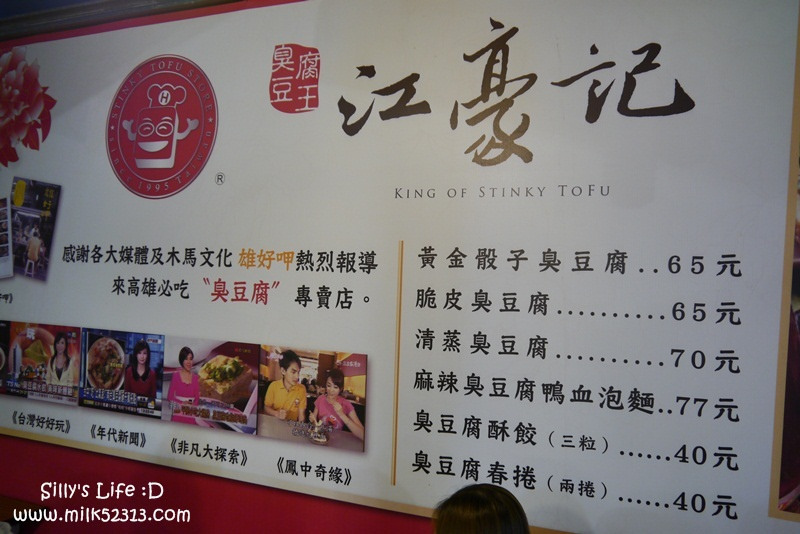 臭豆腐王
江豪記
KING OF STINKY TOFU
STINKY TOFU STORE
SINCE 1995
H
®
感謝各大媒體及木馬文化 雄好呷熱烈報導
來高雄必吃 〝臭豆腐〞 專賣店。
黃金骰子臭豆腐..65元
脆皮臭豆腐..........65元
清蒸臭豆腐..........70元
麻辣臭豆腐鴨血泡麵..77元
臭豆腐酥餃(三粒)......40元
臭豆腐春捲(兩捲)......40元
《台灣好好玩》
《年代新聞》
《非凡大探索》
《鳳中奇緣》
Silly's Life :D
www.milk52313.com